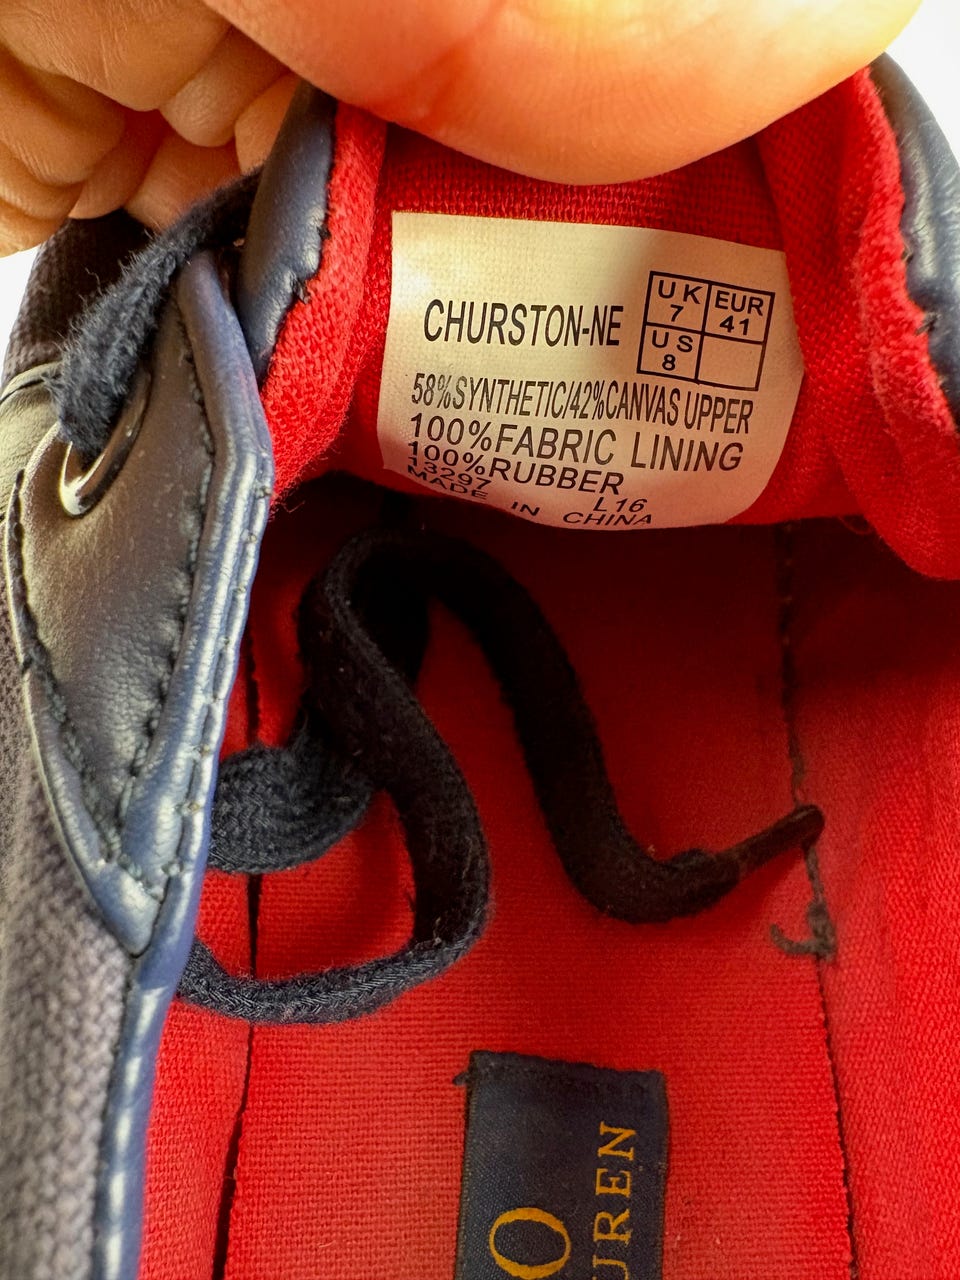 CHURSTON-NE
UK 7
EUR 41
US 8
58%SYNTHETIC/42%CANVAS UPPER
100%FABRIC LINING
100%RUBBER
13297 L16
MADE IN CHINA
O
UREN